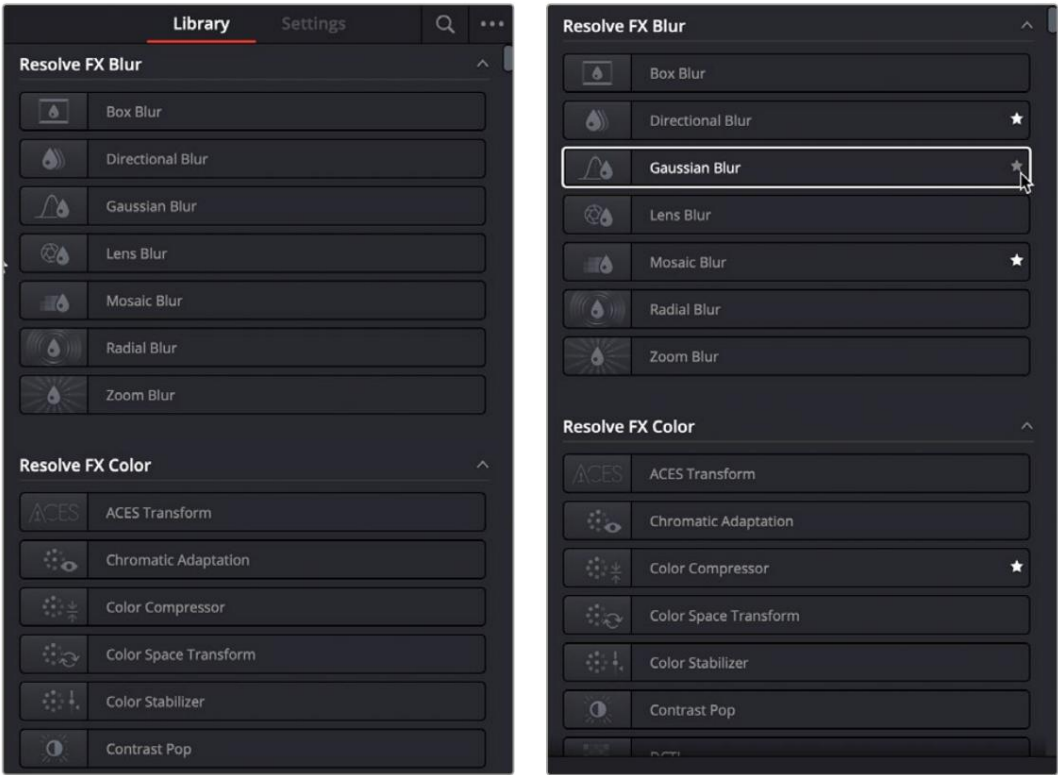 Library Settings
Resolve FX Blur
Box Blur
Directional Blur
Gaussian Blur
Lens Blur
Mosaic Blur
Radial Blur
Zoom Blur
Resolve FX Color
ACES
ACES Transform
Chromatic Adaptation
Color Compressor
Color Space Transform
Color Stabilizer
Contrast Pop
Resolve FX Blur
Box Blur
Directional Blur
Gaussian Blur
Lens Blur
Mosaic Blur
Radial Blur
Zoom Blur
Resolve FX Color
ACES
ACES Transform
Chromatic Adaptation
Color Compressor
Color Space Transform
Color Stabilizer
Contrast Pop